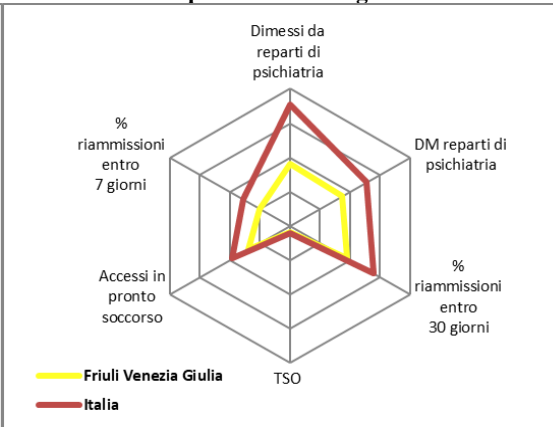 Dimessi da
reparti di
psichiatria
%
riammissioni
entro
7 giorni
DM reparti di
psichiatria
Accessi in
pronto
soccorso
%
riammissioni
entro
30 giorni
TSO
Friuli Venezia Giulia
Italia